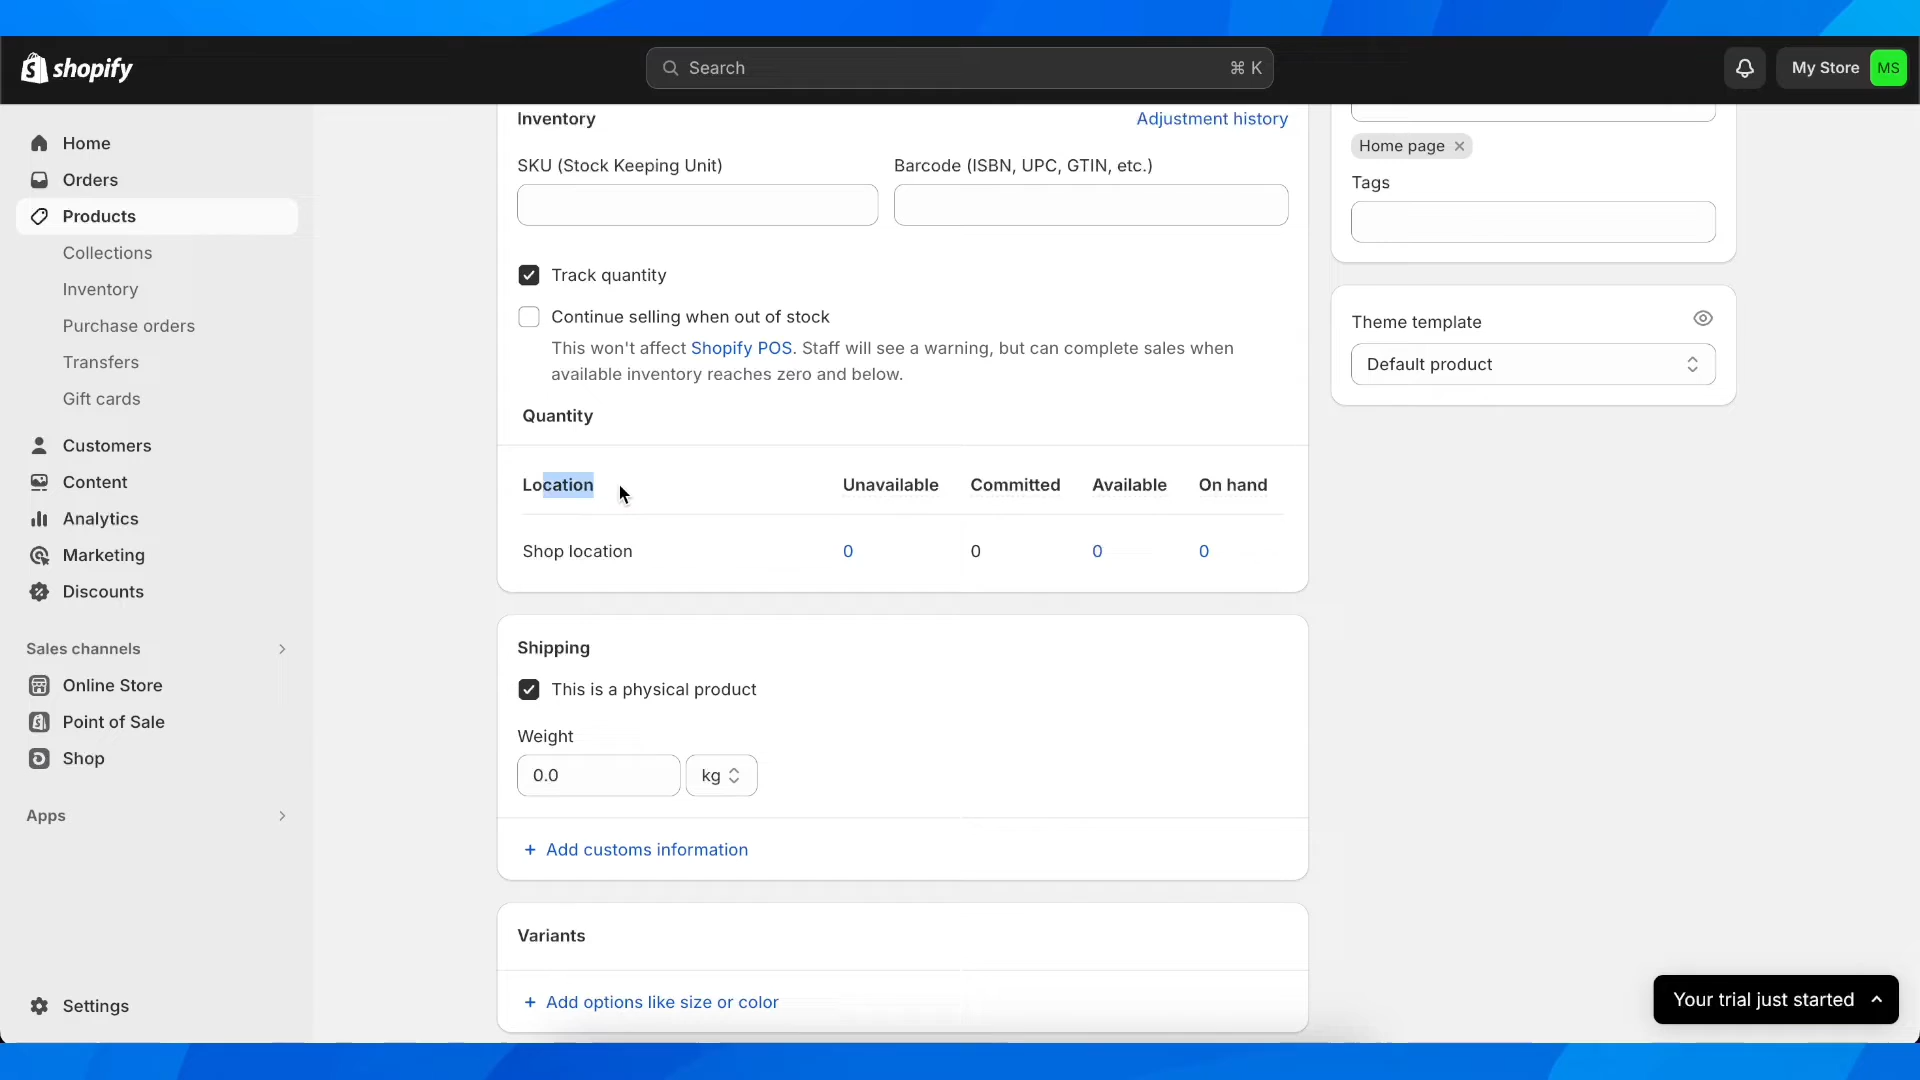 shopify
Search
⌘ K
My Store
MS
Home
Orders
Products
Collections
Inventory
Purchase orders
Transfers
Gift cards
Customers
Content
Analytics
Marketing
Discounts
Sales channels
Online Store
Point of Sale
Shop
Apps
Settings
Inventory
Adjustment history
SKU (Stock Keeping Unit)
Barcode (ISBN, UPC, GTIN, etc.)
Track quantity
Continue selling when out of stock
This won't affect Shopify POS. Staff will see a warning, but can complete sales when
available inventory reaches zero and below.
Quantity
Location Unavailable Committed Available On hand
Shop location 0 0 0 0
Shipping
This is a physical product
Weight
0.0 kg
+ Add customs information
Variants
+ Add options like size or color
Home page
Tags
Theme template
Default product
Your trial just started